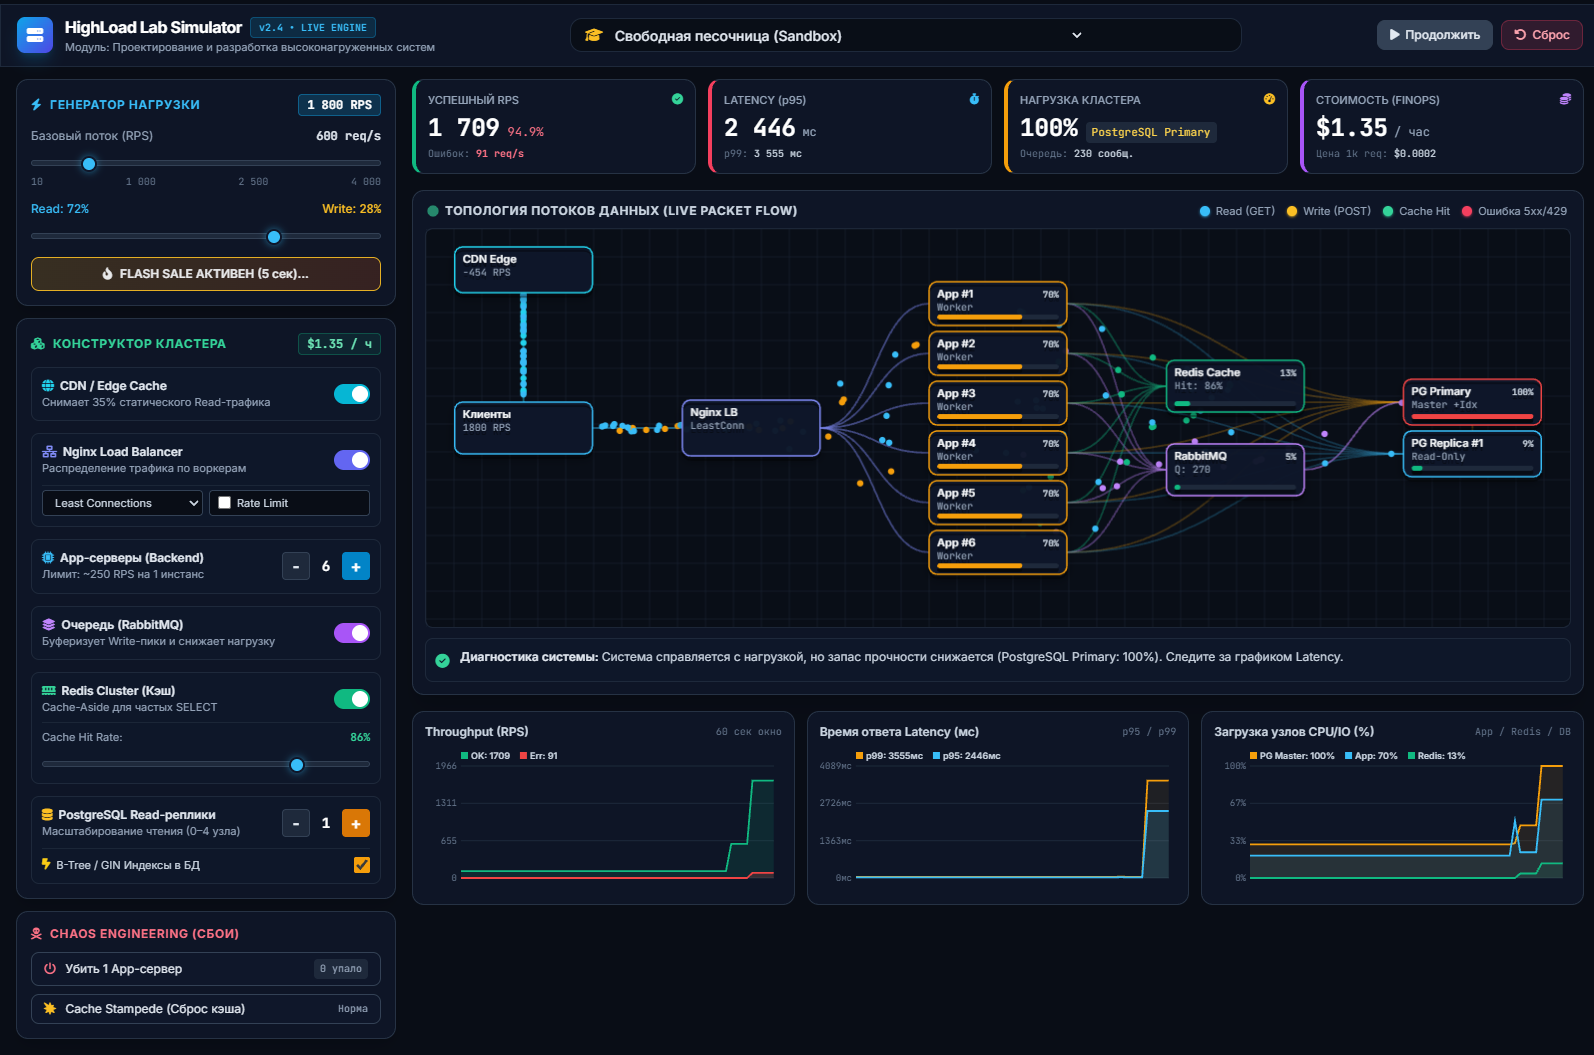 HighLoad Lab Simulator
v2.4 • LIVE ENGINE
Модуль: Проектирование и разработка высоконагруженных систем
Свободная песочница (Sandbox)
Продолжить
Сброс
ГЕНЕРАТОР НАГРУЗКИ
1 800 RPS
Базовый поток (RPS)
600 req/s
10
1 000
2 500
4 000
Read: 72%
Write: 28%
FLASH SALE АКТИВЕН (5 сек)...
КОНСТРУКТОР КЛАСТЕРА
$1.35 / ч
CDN / Edge Cache
Снимает 35% статического Read-трафика
Nginx Load Balancer
Распределение трафика по воркерам
Least Connections
Rate Limit
App-серверы (Backend)
Лимит: ~250 RPS на 1 инстанс
-
6
+
Очередь (RabbitMQ)
Буферизует Write-пики и снижает нагрузку
Redis Cluster (Кэш)
Cache-Aside для частых SELECT
Cache Hit Rate:
86%
PostgreSQL Read-реплики
Масштабирование чтения (0–4 узла)
-
1
+
B-Tree / GIN Индексы в БД
CHAOS ENGINEERING (СБОИ)
Убить 1 App-сервер
0 упало
Cache Stampede (Сброс кэша)
Норма
УСПЕШНЫЙ RPS
1 709 94.9%
Ошибок: 91 req/s
LATENCY (p95)
2 446 мс
p99: 3 555 мс
НАГРУЗКА КЛАСТЕРА
100% PostgreSQL Primary
Очередь: 230 сообщ.
СТОИМОСТЬ (FINOPS)
$1.35 / час
Цена 1k req: $0.0002
ТОПОЛОГИЯ ПОТОКОВ ДАННЫХ (LIVE PACKET FLOW)
Read (GET)
Write (POST)
Cache Hit
Ошибка 5xx/429
CDN Edge
-454 RPS
Клиенты
1800 RPS
Nginx LB
LeastConn
App #1
70%
Worker
App #2
70%
Worker
App #3
70%
Worker
App #4
70%
Worker
App #5
70%
Worker
App #6
70%
Worker
Redis Cache
13%
Hit: 86%
RabbitMQ
5%
Q: 270
PG Primary
100%
Master +Idx
PG Replica #1
9%
Read-Only
Диагностика системы: Система справляется с нагрузкой, но запас прочности снижается (PostgreSQL Primary: 100%). Следите за графиком Latency.
Throughput (RPS)
60 сек окно
OK: 1709
Err: 91
1966
1311
655
0
Время ответа Latency (мс)
p95 / p99
p99: 3555мс
p95: 2446мс
4089мс
2726мс
1363мс
0мс
Загрузка узлов CPU/IO (%)
App / Redis / DB
PG Master: 100%
App: 70%
Redis: 13%
100%
67%
33%
0%